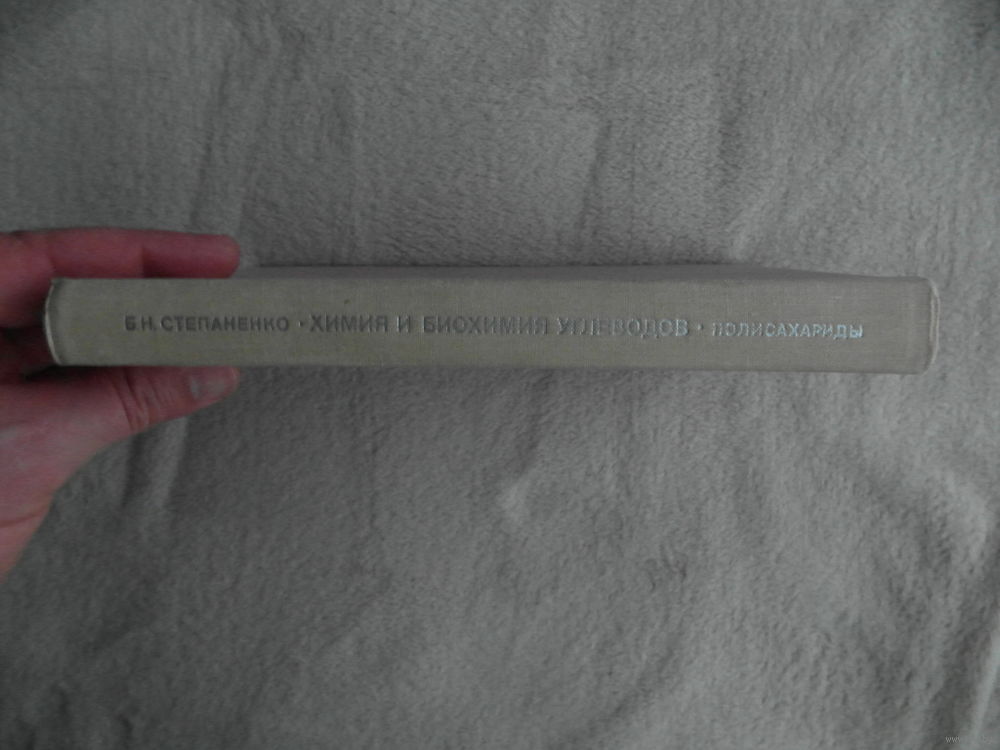 Б.Н. СТЕПАНЕНКО · ХИМИЯ И БИОХИМИЯ УГЛЕВОДОВ · ПОЛИСАХАРИДЫ